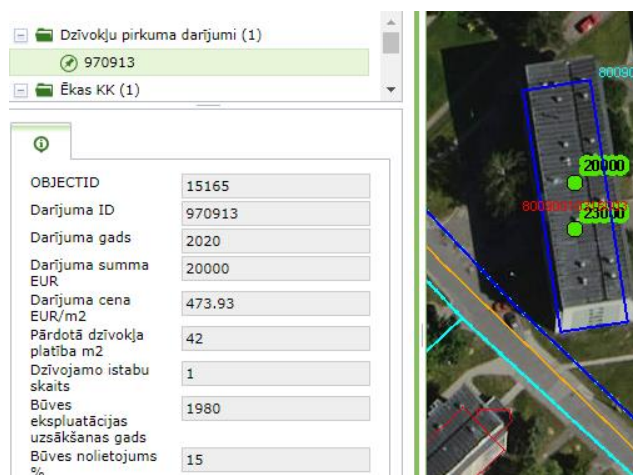 Dzīvokļu pirkuma darījumi (1)
970913
Ēkas KK (1)
OBJECTID 15165
Darījuma ID 970913
Darījuma gads 2020
Darījuma summa
EUR 20000
Darījuma cena
EUR/m2 473.93
Pārdotā dzīvokļa
platība m2 42
Dzīvojamo istabu
skaits 1
Būves
ekspluatācijas
uzsākšanas gads 1980
Būves nolietojums
% 15
20000
23000